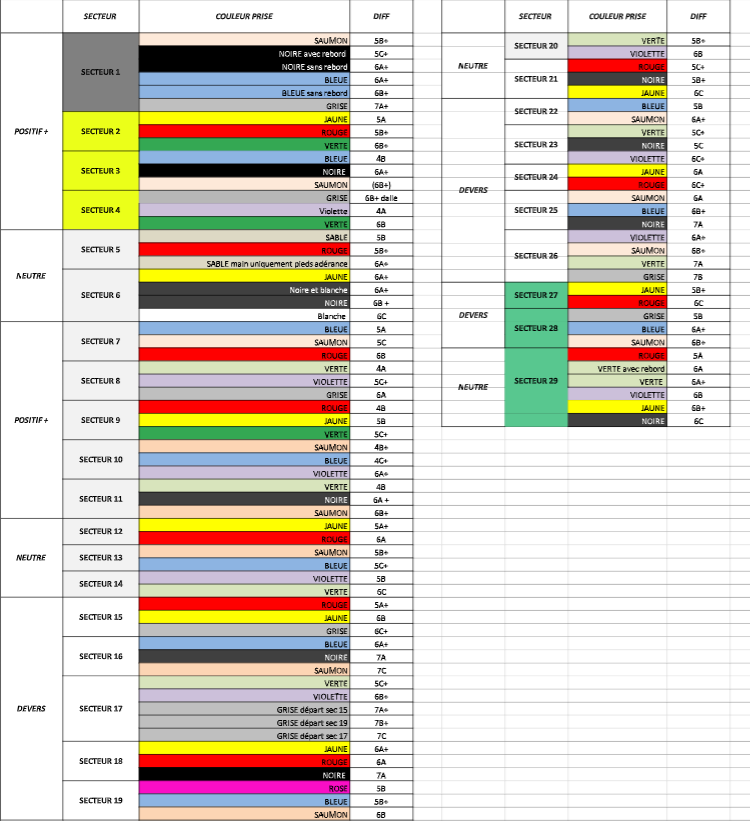 SECTEUR COULEUR PRISE DIFF
POSITIF +
SECTEUR 1
SAUMON 5B+
NOIRE avec rebord 5C+
NOIRE sans rebord 6A+
BLEUE 6A+
BLEUE sans rebord 6B+
GRISE 7A+
SECTEUR 2
JAUNE 5A
ROUGE 5B+
VERTE 6B+
SECTEUR 3
BLEUE 4B
NOIRE 6A+
SAUMON (6B+)
SECTEUR 4
GRISE 6B+ dalle
Violette 4A
VERTE 6B
NEUTRE
SECTEUR 5
SABLE 5B
ROUGE 5B+
SABLE main uniquement pieds adérance 6A+
SECTEUR 6
JAUNE 6A+
Noire et blanche 6A+
NOIRE 6B +
Blanche 6C
POSITIF +
SECTEUR 7
BLEUE 5A
SAUMON 5C
ROUGE 6B
SECTEUR 8
VERTE 4A
VIOLETTE 5C+
GRISE 6A
SECTEUR 9
ROUGE 4B
JAUNE 5B
VERTE 5C+
SECTEUR 10
SAUMON 4B+
BLEUE 4C+
VIOLETTE 6A+
SECTEUR 11
VERTE 4B
NOIRE 6A +
SAUMON 6B+
NEUTRE
SECTEUR 12
JAUNE 5A+
ROUGE 6A
SECTEUR 13
SAUMON 5B+
BLEUE 5C+
SECTEUR 14
VIOLETTE 5B
VERTE 6C
DEVERS
SECTEUR 15
ROUGE 5A+
JAUNE 6B
GRISE 6C+
SECTEUR 16
BLEUE 6A+
NOIRE 7A
SAUMON 7C
SECTEUR 17
VERTE 5C+
VIOLETTE 6B+
GRISE départ sec 15 7A+
GRISE départ sec 19 7B+
GRISE départ sec 17 7C
SECTEUR 18
JAUNE 6A+
ROUGE 6A
NOIRE 7A
SECTEUR 19
ROSE 5B
BLEUE 5B+
SAUMON 6B
SECTEUR COULEUR PRISE DIFF
NEUTRE
SECTEUR 20
VERTE 5B+
VIOLETTE 6B
SECTEUR 21
ROUGE 5C+
NOIRE 5B+
JAUNE 6C
DEVERS
SECTEUR 22
BLEUE 5B
SAUMON 6A+
SECTEUR 23
VERTE 5C+
NOIRE 5C
VIOLETTE 6C+
SECTEUR 24
JAUNE 6A
ROUGE 6C+
SECTEUR 25
SAUMON 6A
BLEUE 6B+
NOIRE 7A
SECTEUR 26
VIOLETTE 6A+
SAUMON 6B+
VERTE 7A
GRISE 7B
DEVERS
SECTEUR 27
JAUNE 5B+
ROUGE 6C
SECTEUR 28
GRISE 5B
BLEUE 6A+
SAUMON 6B+
NEUTRE
SECTEUR 29
ROUGE 5A
VERTE avec rebord 6A
VERTE 6A+
VIOLETTE 6B
JAUNE 6B+
NOIRE 6C